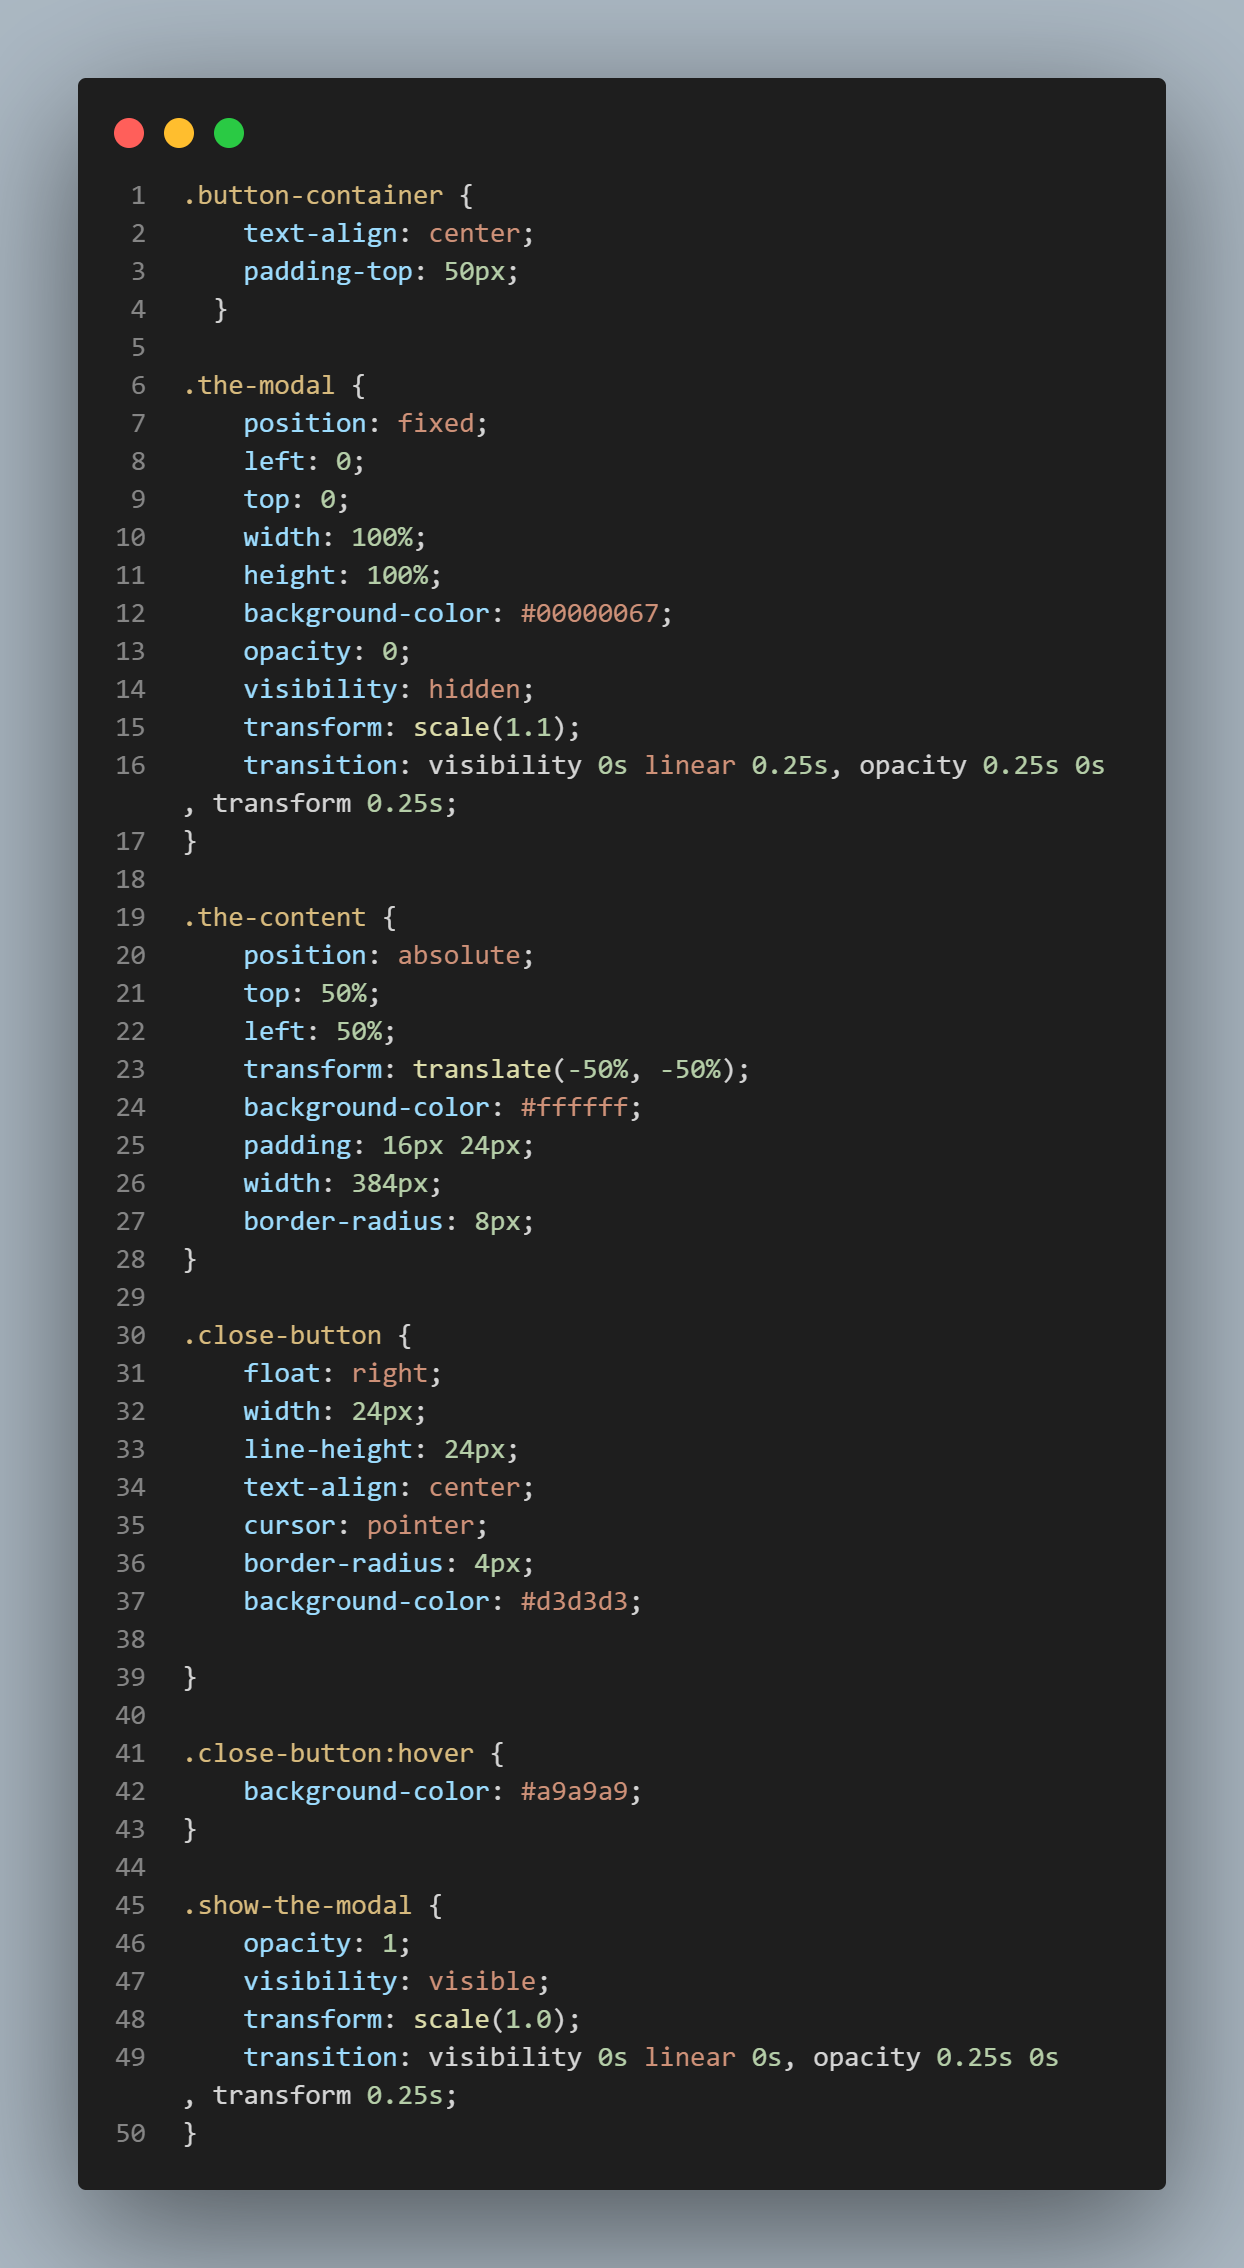 1 .button-container {
2     text-align: center;
3     padding-top: 50px;
4   }
5
6 .the-modal {
7     position: fixed;
8     left: 0;
9     top: 0;
10     width: 100%;
11     height: 100%;
12     background-color: #00000067;
13     opacity: 0;
14     visibility: hidden;
15     transform: scale(1.1);
16     transition: visibility 0s linear 0.25s, opacity 0.25s 0s
, transform 0.25s;
17 }
18
19 .the-content {
20     position: absolute;
21     top: 50%;
22     left: 50%;
23     transform: translate(-50%, -50%);
24     background-color: #ffffff;
25     padding: 16px 24px;
26     width: 384px;
27     border-radius: 8px;
28 }
29
30 .close-button {
31     float: right;
32     width: 24px;
33     line-height: 24px;
34     text-align: center;
35     cursor: pointer;
36     border-radius: 4px;
37     background-color: #d3d3d3;
38
39 }
40
41 .close-button:hover {
42     background-color: #a9a9a9;
43 }
44
45 .show-the-modal {
46     opacity: 1;
47     visibility: visible;
48     transform: scale(1.0);
49     transition: visibility 0s linear 0s, opacity 0.25s 0s
, transform 0.25s;
50 }